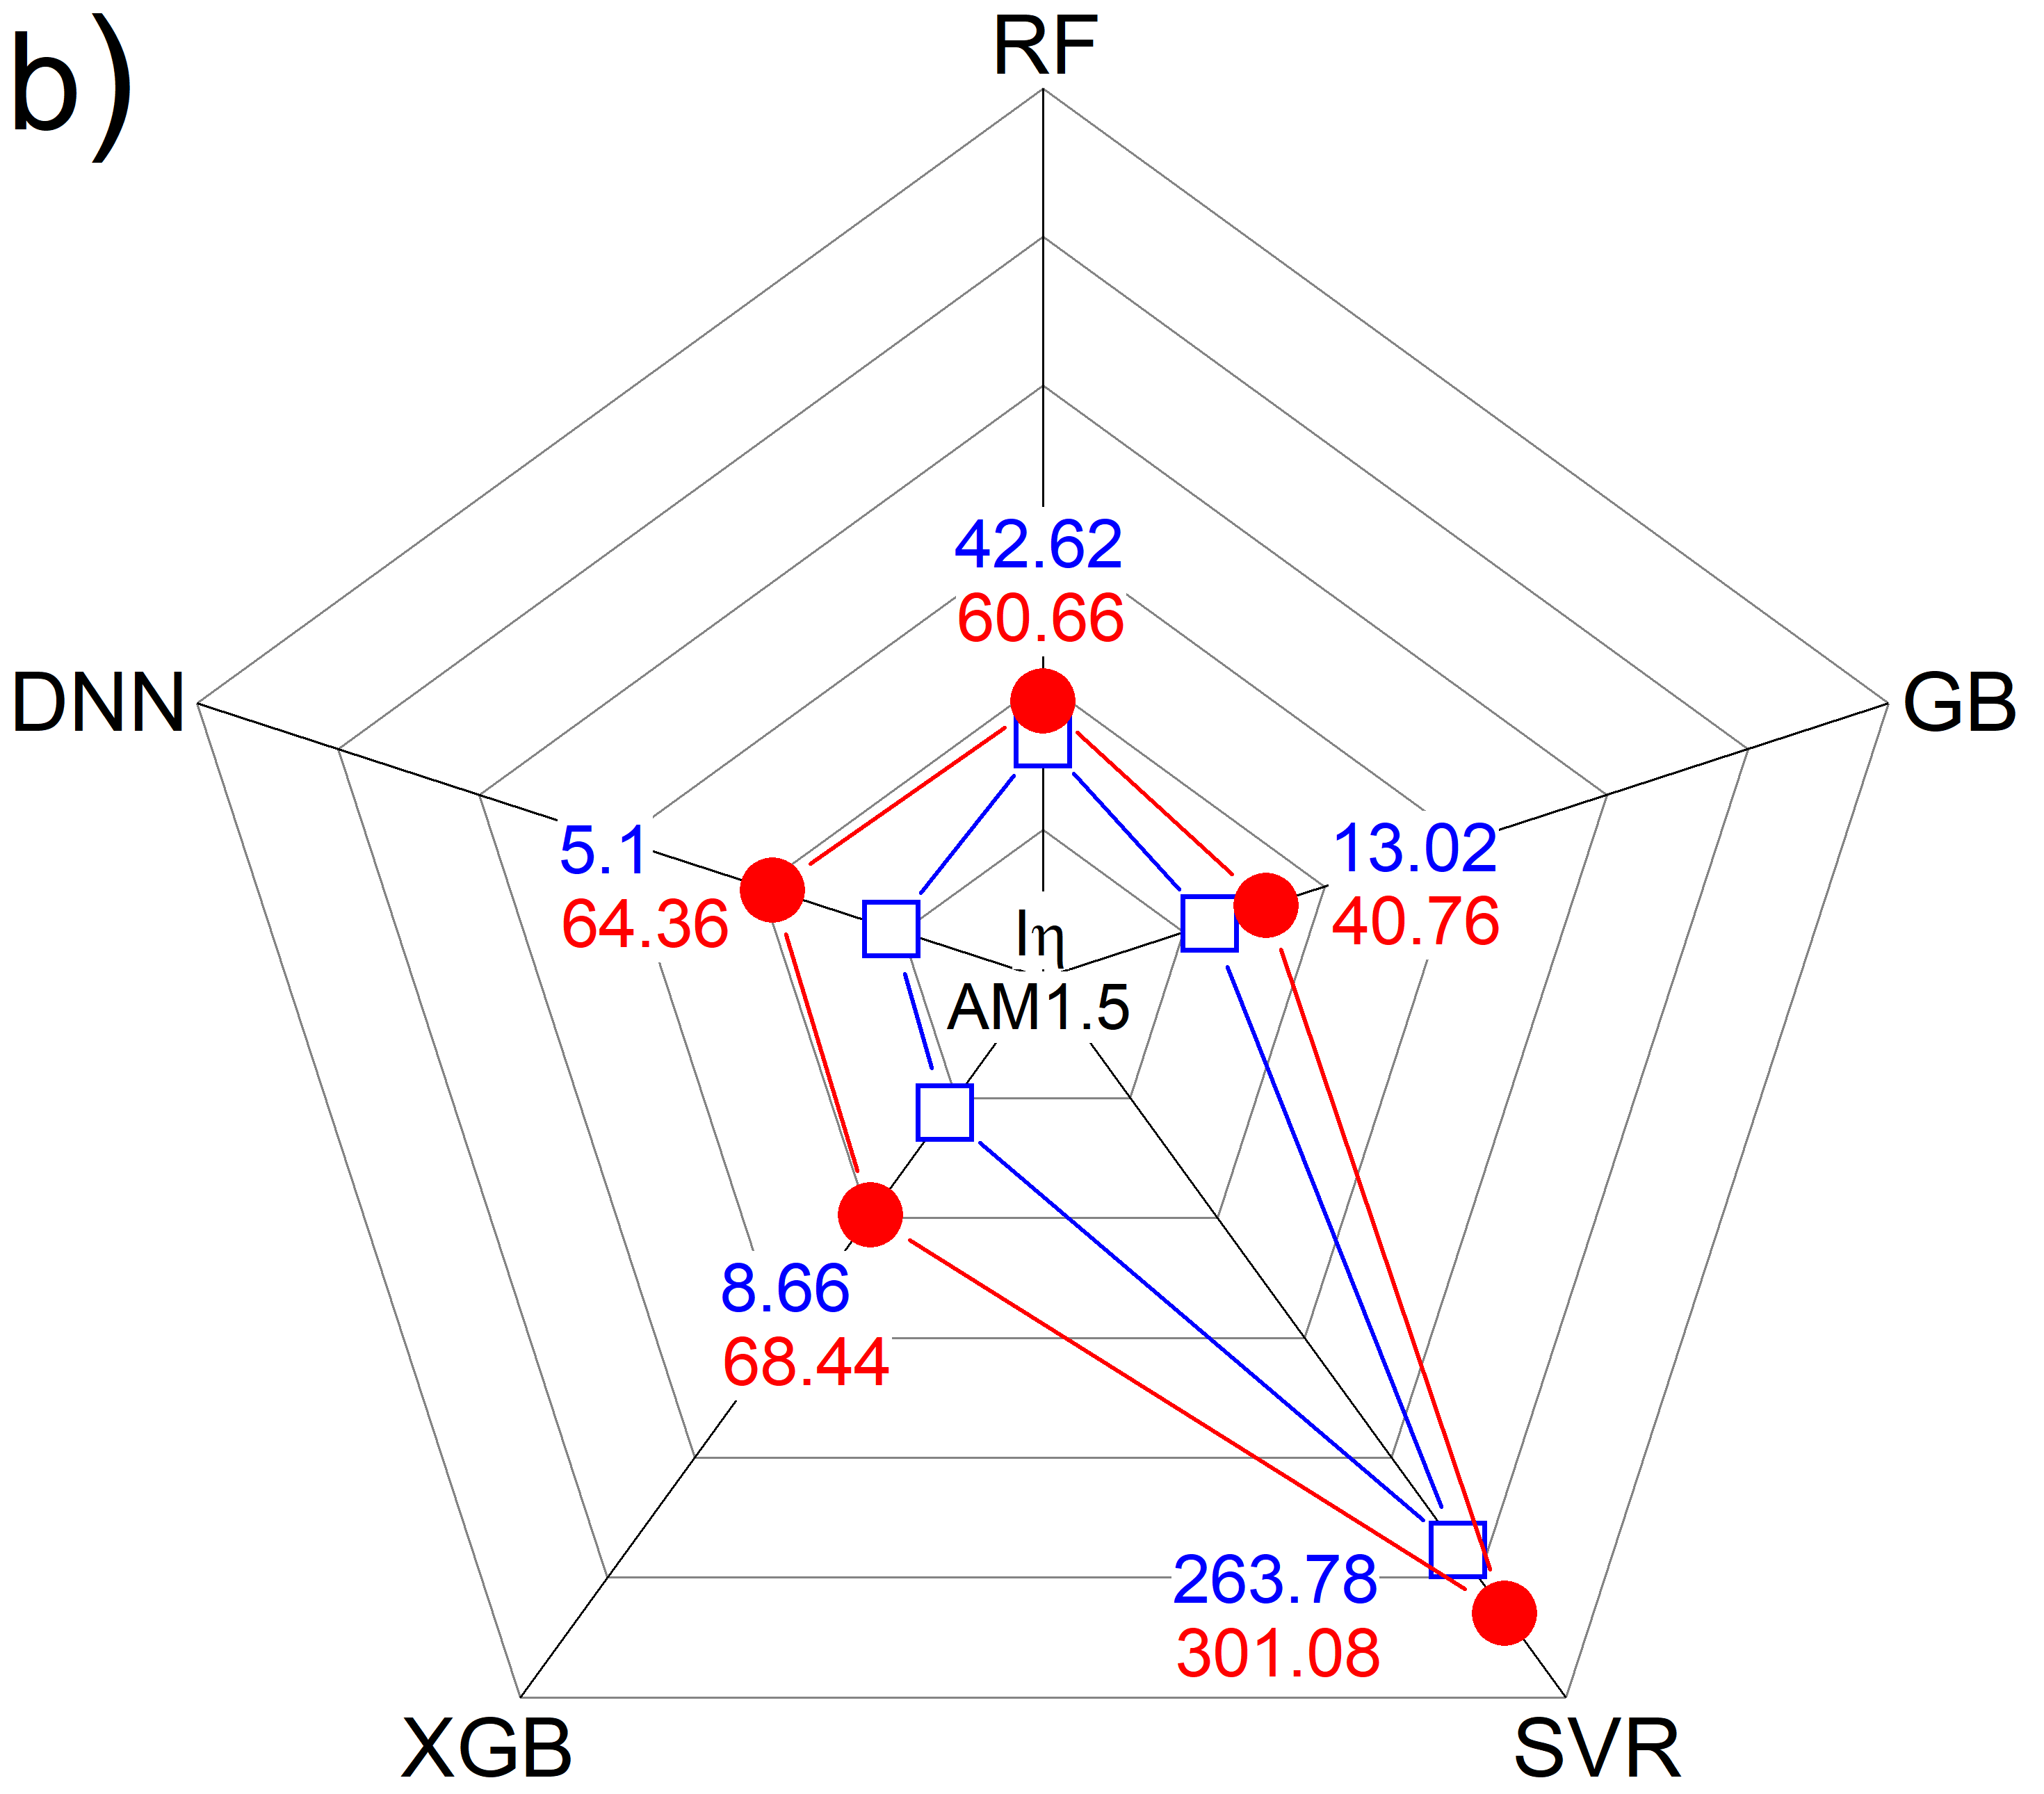 b)
RF
42.62
60.66
DNN
GB
5.1
64.36
13.02
40.76
Iη
AM1.5
8.66
68.44
263.78
301.08
XGB
SVR